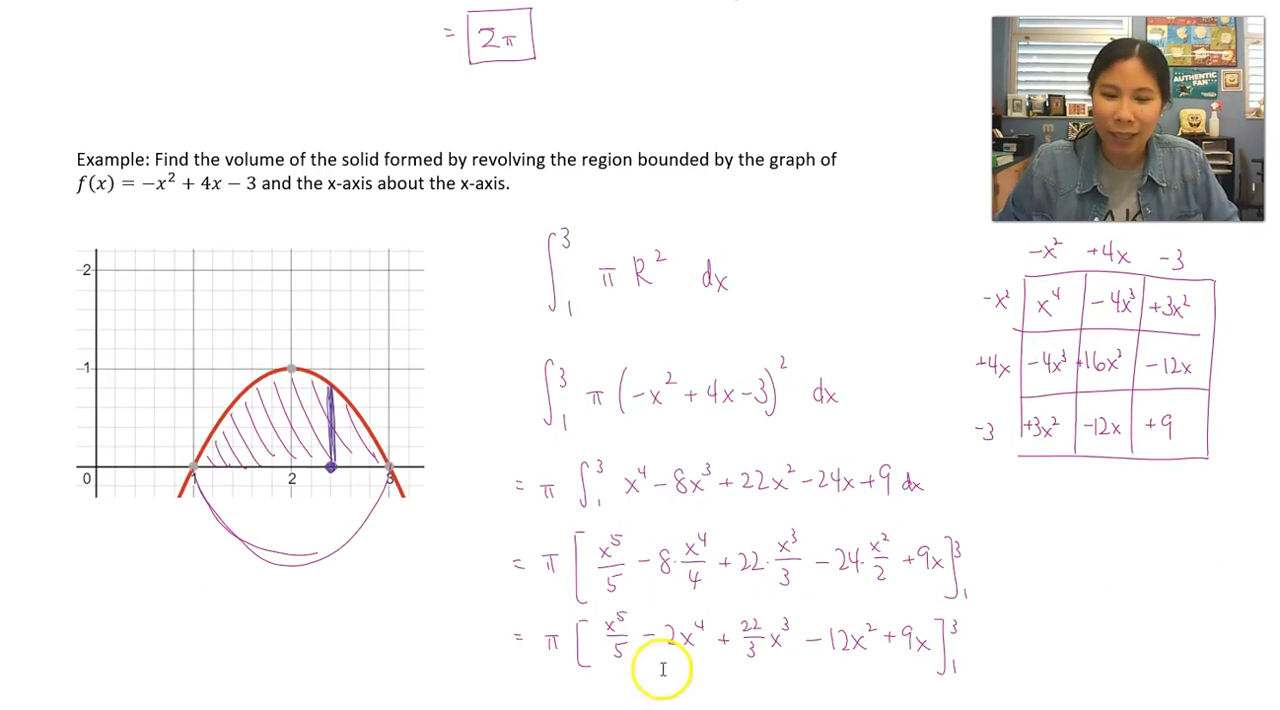 = 2π
AUTHENTIC
FAN
Example: Find the volume of the solid formed by revolving the region bounded by the graph of
f(x) = −x² + 4x − 3 and the x-axis about the x-axis.
2
1
0
1
2
3
∫₁³ π R² dx
∫₁³ π (−x² + 4x − 3)² dx
= π ∫₁³ x⁴ − 8x³ + 22x² − 24x + 9 dx
= π [ x⁵/5 − 8·x⁴/4 + 22·x³/3 − 24·x²/2 + 9x ]₁³
= π [ x⁵/5 − 2x⁴ + 22/3 x³ − 12x² + 9x ]₁³
−x² +4x −3
−x² x⁴ −4x³ +3x²
+4x −4x³ +16x² −12x
−3 +3x² −12x +9